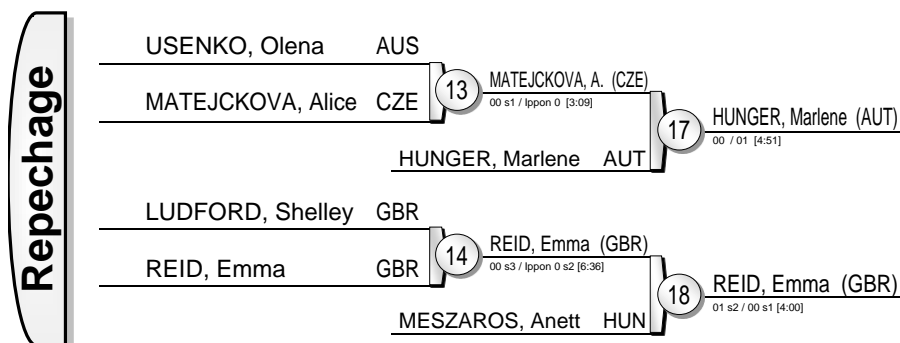 Repechage
USENKO, Olena AUS
MATEJCKOVA, Alice CZE
13
MATEJCKOVA, A. (CZE)
00 s1 / Ippon 0 [3:09]
HUNGER, Marlene AUT
17
HUNGER, Marlene (AUT)
00 / 01 [4:51]
LUDFORD, Shelley GBR
REID, Emma GBR
14
REID, Emma (GBR)
00 s3 / Ippon 0 s2 [6:36]
MESZAROS, Anett HUN
18
REID, Emma (GBR)
01 s2 / 00 s1 [4:00]